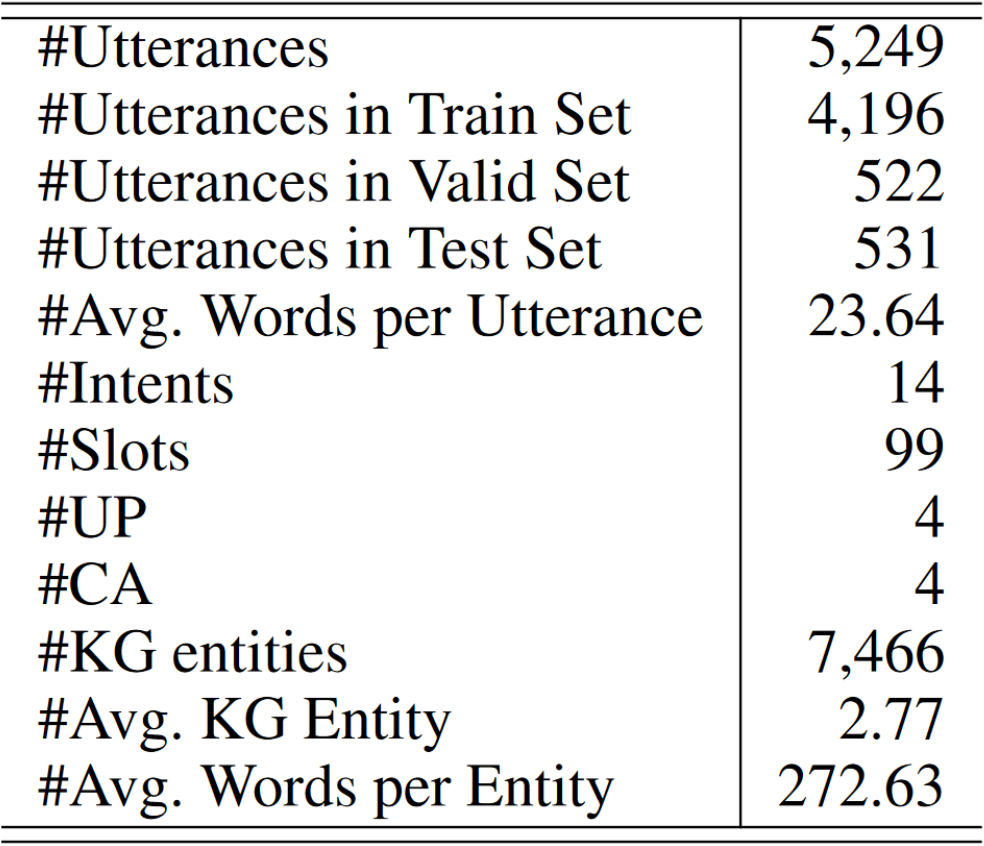 #Utterances 5,249
#Utterances in Train Set 4,196
#Utterances in Valid Set 522
#Utterances in Test Set 531
#Avg. Words per Utterance 23.64
#Intents 14
#Slots 99
#UP 4
#CA 4
#KG entities 7,466
#Avg. KG Entity 2.77
#Avg. Words per Entity 272.63